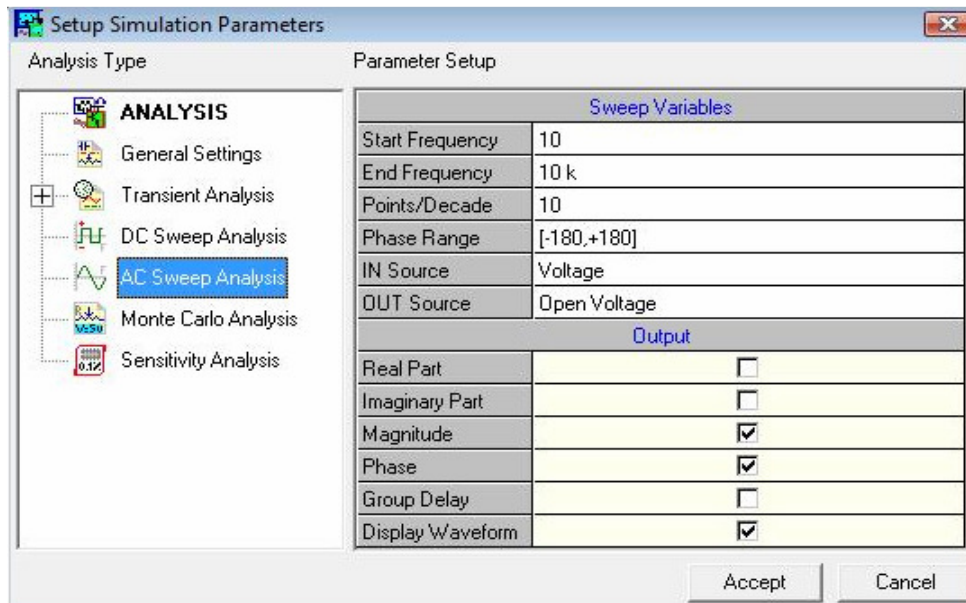 Setup Simulation Parameters
Analysis Type
Parameter Setup
ANALYSIS
General Settings
Transient Analysis
DC Sweep Analysis
AC Sweep Analysis
Monte Carlo Analysis
Sensitivity Analysis
Sweep Variables
Start Frequency 10
End Frequency 10 k
Points/Decade 10
Phase Range [-180,+180]
IN Source Voltage
OUT Source Open Voltage
Output
Real Part
Imaginary Part
Magnitude
Phase
Group Delay
Display Waveform
Accept Cancel